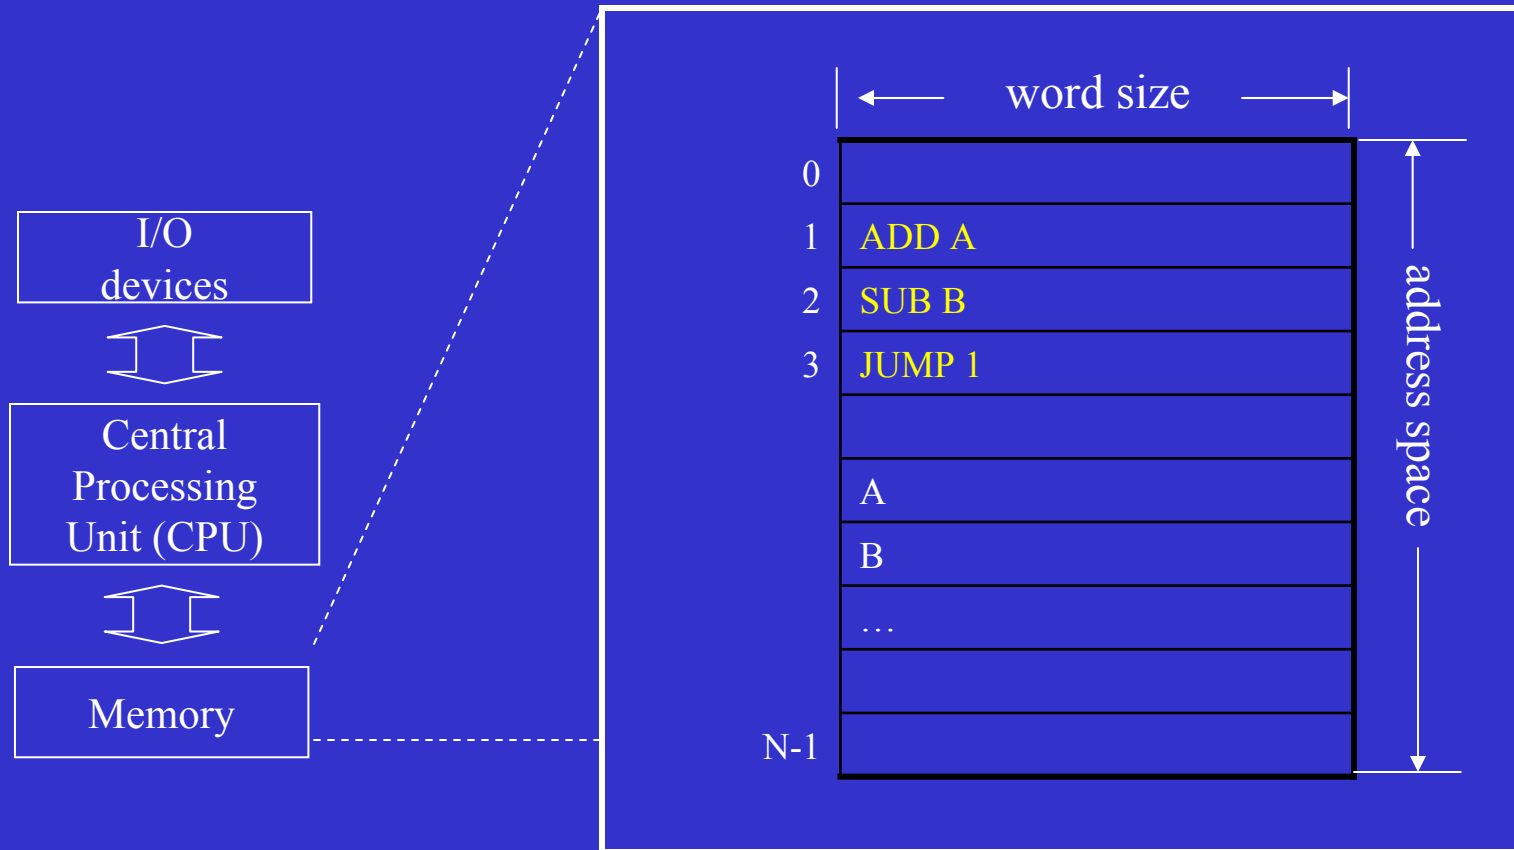 I/O
devices
Central
Processing
Unit (CPU)
Memory
word size
0
1 ADD A
2 SUB B
3 JUMP 1
A
B
…
N-1
address space